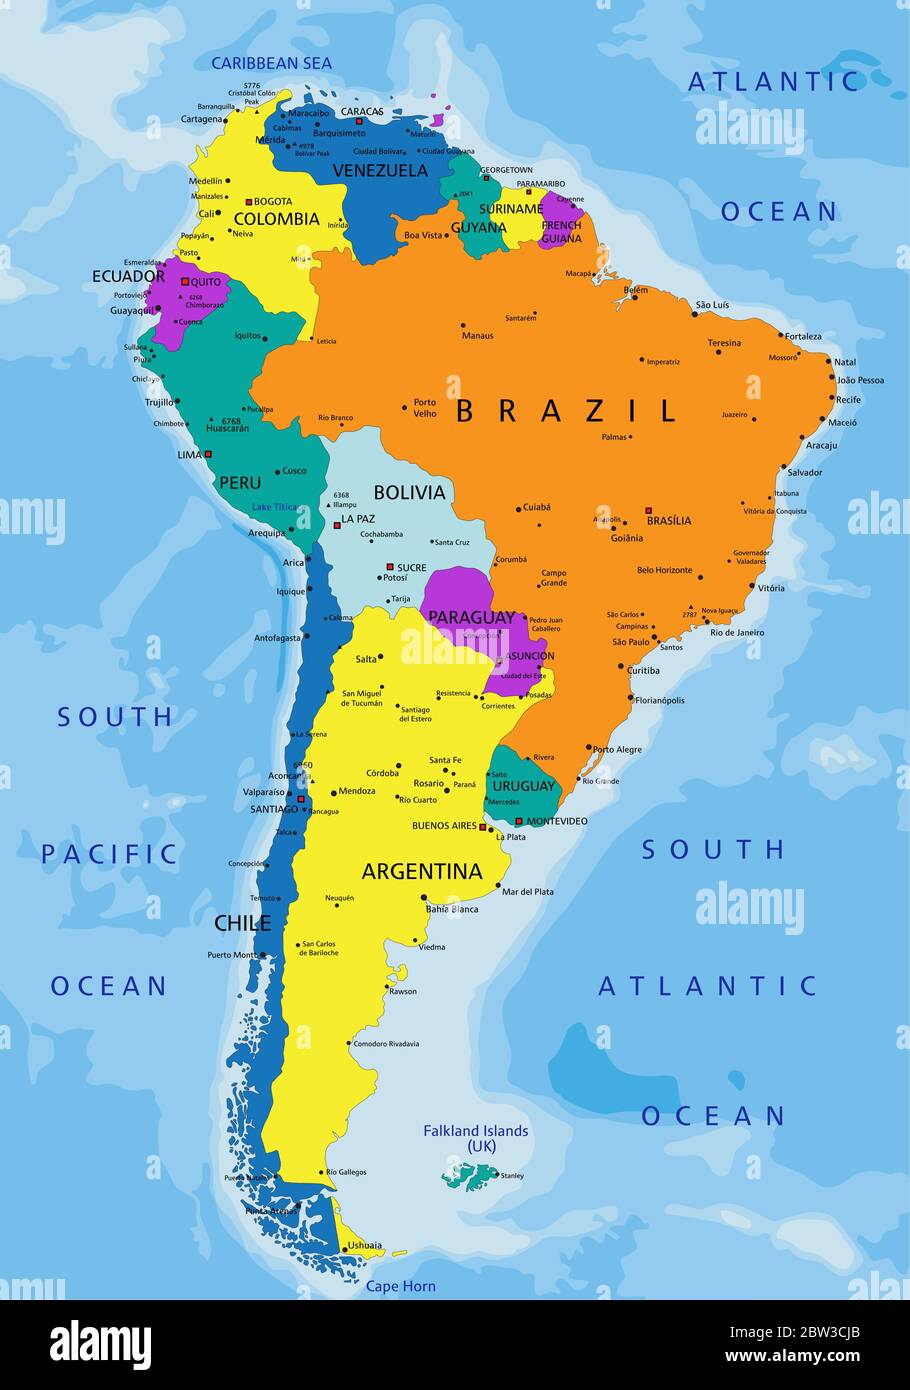 CARIBBEAN SEA
ATLANTIC
OCEAN
5776
Cristóbal Colón
Peak
Barranquilla
Cartagena
Maracaibo
Cabimas
CARACAS
Barquisimeto
Maturín
Mérida
4978
Bolívar Peak
Ciudad Bolívar
Ciudad Guayana
VENEZUELA
GEORGETOWN
PARAMARIBO
Medellín
Manizales
BOGOTA
2041
Cayenne
Cali
COLOMBIA
SURINAME
Inírida
GUYANA
FRENCH
GUIANA
Popayán
Neiva
Boa Vista
Pasto
Mitú
Esmeraldas
ECUADOR
QUITO
Macapá
Portoviejo
6268
Chimborazo
Belém
Guayaquil
São Luís
Cuenca
Santarém
Manaus
Iquitos
Leticia
Fortaleza
Teresina
Sullana
Piura
Mossoró
Imperatriz
Natal
Chiclayo
João Pessoa
Trujillo
Pucallpa
Porto
Velho
BRAZIL
Recife
Chimbote
6768
Huascarán
Rio Branco
Juazeiro
Maceió
Palmas
Aracaju
LIMA
Cusco
Salvador
PERU
BOLIVIA
6368
Illampu
Itabuna
Lake Titica
Cuiabá
Vitória da Conquista
LA PAZ
Anápolis
BRASÍLIA
Arequipa
Cochabamba
Santa Cruz
Goiânia
Arica
Corumbá
Governador
Valadares
SUCRE
Potosí
Campo
Grande
Belo Horizonte
Iquique
Vitória
Tarija
Calama
PARAGUAY
Pedro Juan
Caballero
São Carlos
2787
Nova Iguaçu
Campinas
Rio de Janeiro
Antofagasta
Concepción
São Paulo
Santos
Salta
ASUNCION
Ciudad del Este
Curitiba
San Miguel
de Tucumán
Resistencia
Posadas
Corrientes
Florianópolis
Santiago
del Estero
SOUTH
La Serena
Porto Alegre
Rivera
Santa Fe
6960
Aconcagua
Córdoba
Salto
Rio Grande
Rosario
Paraná
URUGUAY
Valparaíso
Mendoza
Río Cuarto
Mercedes
SANTIAGO
Rancagua
BUENOS AIRES
MONTEVIDEO
Talca
La Plata
PACIFIC
SOUTH
Concepción
ARGENTINA
Mar del Plata
Temuco
Neuquén
Bahía Blanca
CHILE
San Carlos
de Bariloche
Viedma
Puerto Montt
OCEAN
Rawson
ATLANTIC
Comodoro Rivadavia
OCEAN
Falkland Islands
(UK)
Río Gallegos
Stanley
Puerto Natales
Punta Arenas
Ushuaia
Cape Horn
alamy
Image ID: 2BW3CJB
www.alamy.com